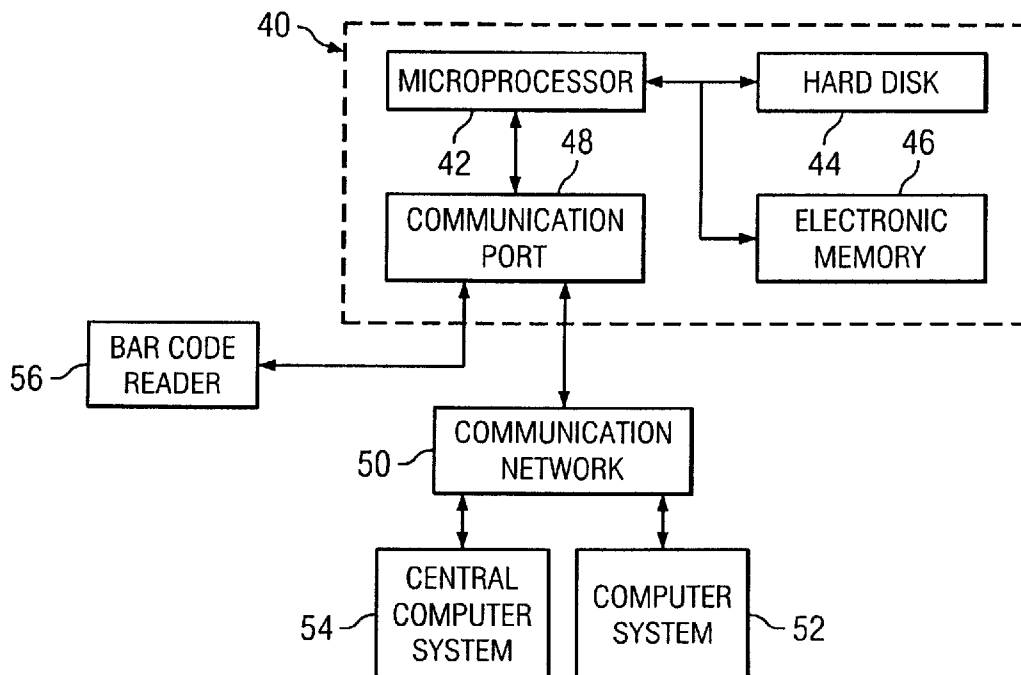 40
MICROPROCESSOR
HARD DISK
42
48
44
46
COMMUNICATION
PORT
ELECTRONIC
MEMORY
BAR CODE
READER
56
COMMUNICATION
NETWORK
50
CENTRAL
COMPUTER
SYSTEM
54
COMPUTER
SYSTEM
52